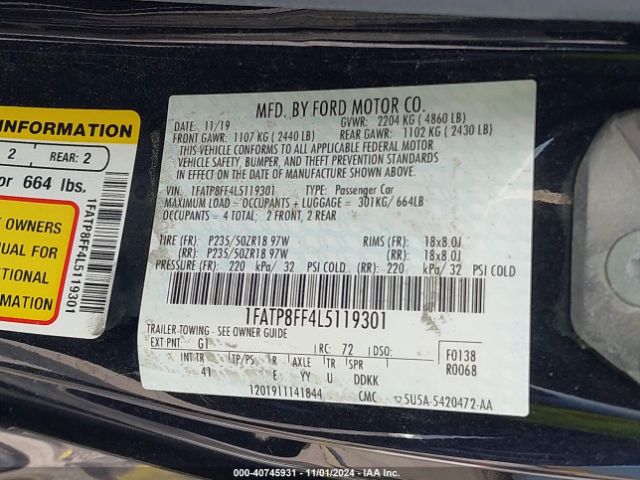 INFORMATION
2 REAR: 2
or 664 lbs.
OWNERS
NUAL FOR
DITIONAL
MATION
1FATP8FF4L5119301
MFD. BY FORD MOTOR CO.
DATE: 11/19 GVWR: 2204 KG ( 4860 LB)
FRONT GAWR: 1107 KG ( 2440 LB) REAR GAWR: 1102 KG ( 2430 LB)
THIS VEHICLE CONFORMS TO ALL APPLICABLE FEDERAL MOTOR
VEHICLE SAFETY, BUMPER, AND THEFT PREVENTION STANDARDS
IN EFFECT ON THE DATE OF MANUFACTURE SHOWN ABOVE.
VIN: 1FATP8FF4L5119301 TYPE: Passenger Car
MAXIMUM LOAD = OCCUPANTS + LUGGAGE = 301KG/ 664LB
OCCUPANTS = 4 TOTAL: 2 FRONT, 2 REAR
TIRE (FR): P235/50ZR18 97W RIMS (FR): 18x8.0J
(RR): P235/50ZR18 97W (RR): 18x8.0J
PRESSURE (FR): 220 kPa/ 32 PSI COLD (RR): 220 kPa/ 32 PSI COLD
1FATP8FF4L5119301
TRAILER-TOWING - SEE OWNER GUIDE
EXT PNT: G1 RC: 72 DSO: F0138
INT TR TP/PS R AXLE TR SPR R0068
41 E YY U DDKK
1201911141844 CMC 5U5A-5420472-AA
000-40745931 - 11/01/2024 - IAA Inc.